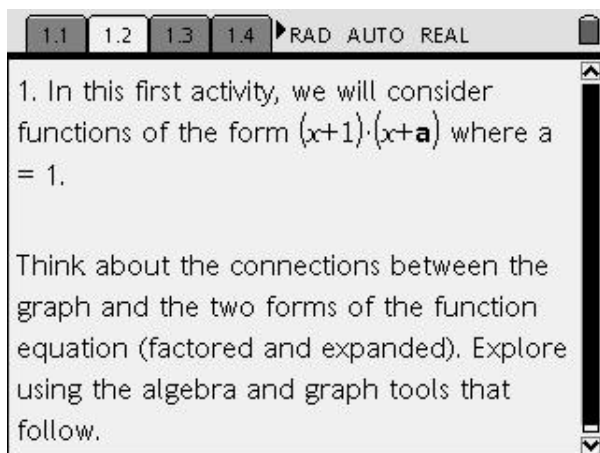 1.1 1.2 1.3 1.4 RAD AUTO REAL
1. In this first activity, we will consider
functions of the form (x+1)·(x+a) where a
= 1.
Think about the connections between the
graph and the two forms of the function
equation (factored and expanded). Explore
using the algebra and graph tools that
follow.